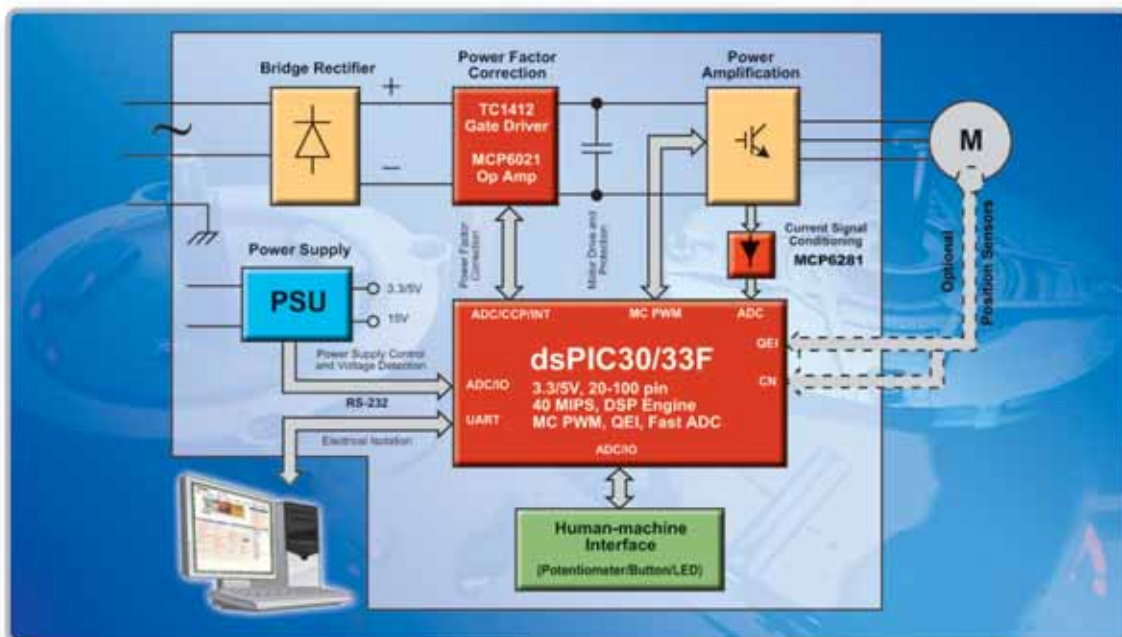 Bridge Rectifier
Power Factor
Correction
Power
Amplification
+
−
~
TC1412
Gate Driver
MCP6021
Op Amp
M
Power Supply
PSU
3.3/5V
15V
Power Factor
Correction
Motor Drive and
Protection
Current Signal
Conditioning
MCP6281
Optional
Position Sensors
Power Supply Control
and Voltage Detection
RS-232
Electrical Isolation
ADC/CCP/INT
MC PWM
ADC
QEI
CN
ADC/IO
UART
dsPIC30/33F
3.3/5V, 20-100 pin
40 MIPS, DSP Engine
MC PWM, QEI, Fast ADC
ADC/IO
Human-machine
Interface
(Potentiometer/Button/LED)